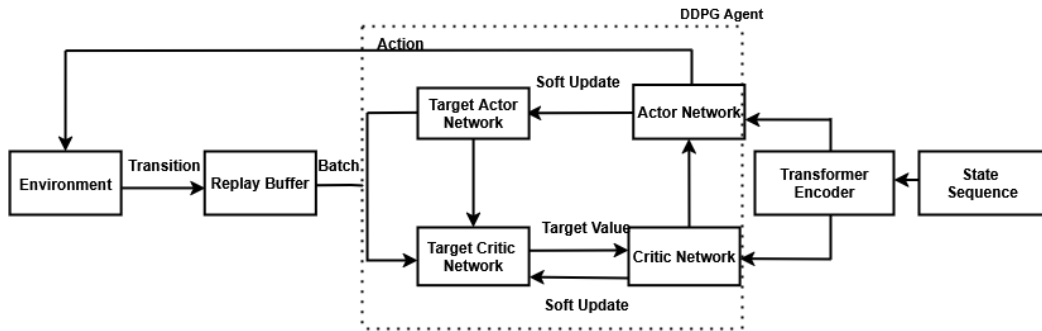 DDPG Agent
Action
Soft Update
Target Actor
Network
Actor Network
Environment
Transition
Replay Buffer
Batch
Transformer
Encoder
State
Sequence
Target Critic
Network
Target Value
Critic Network
Soft Update